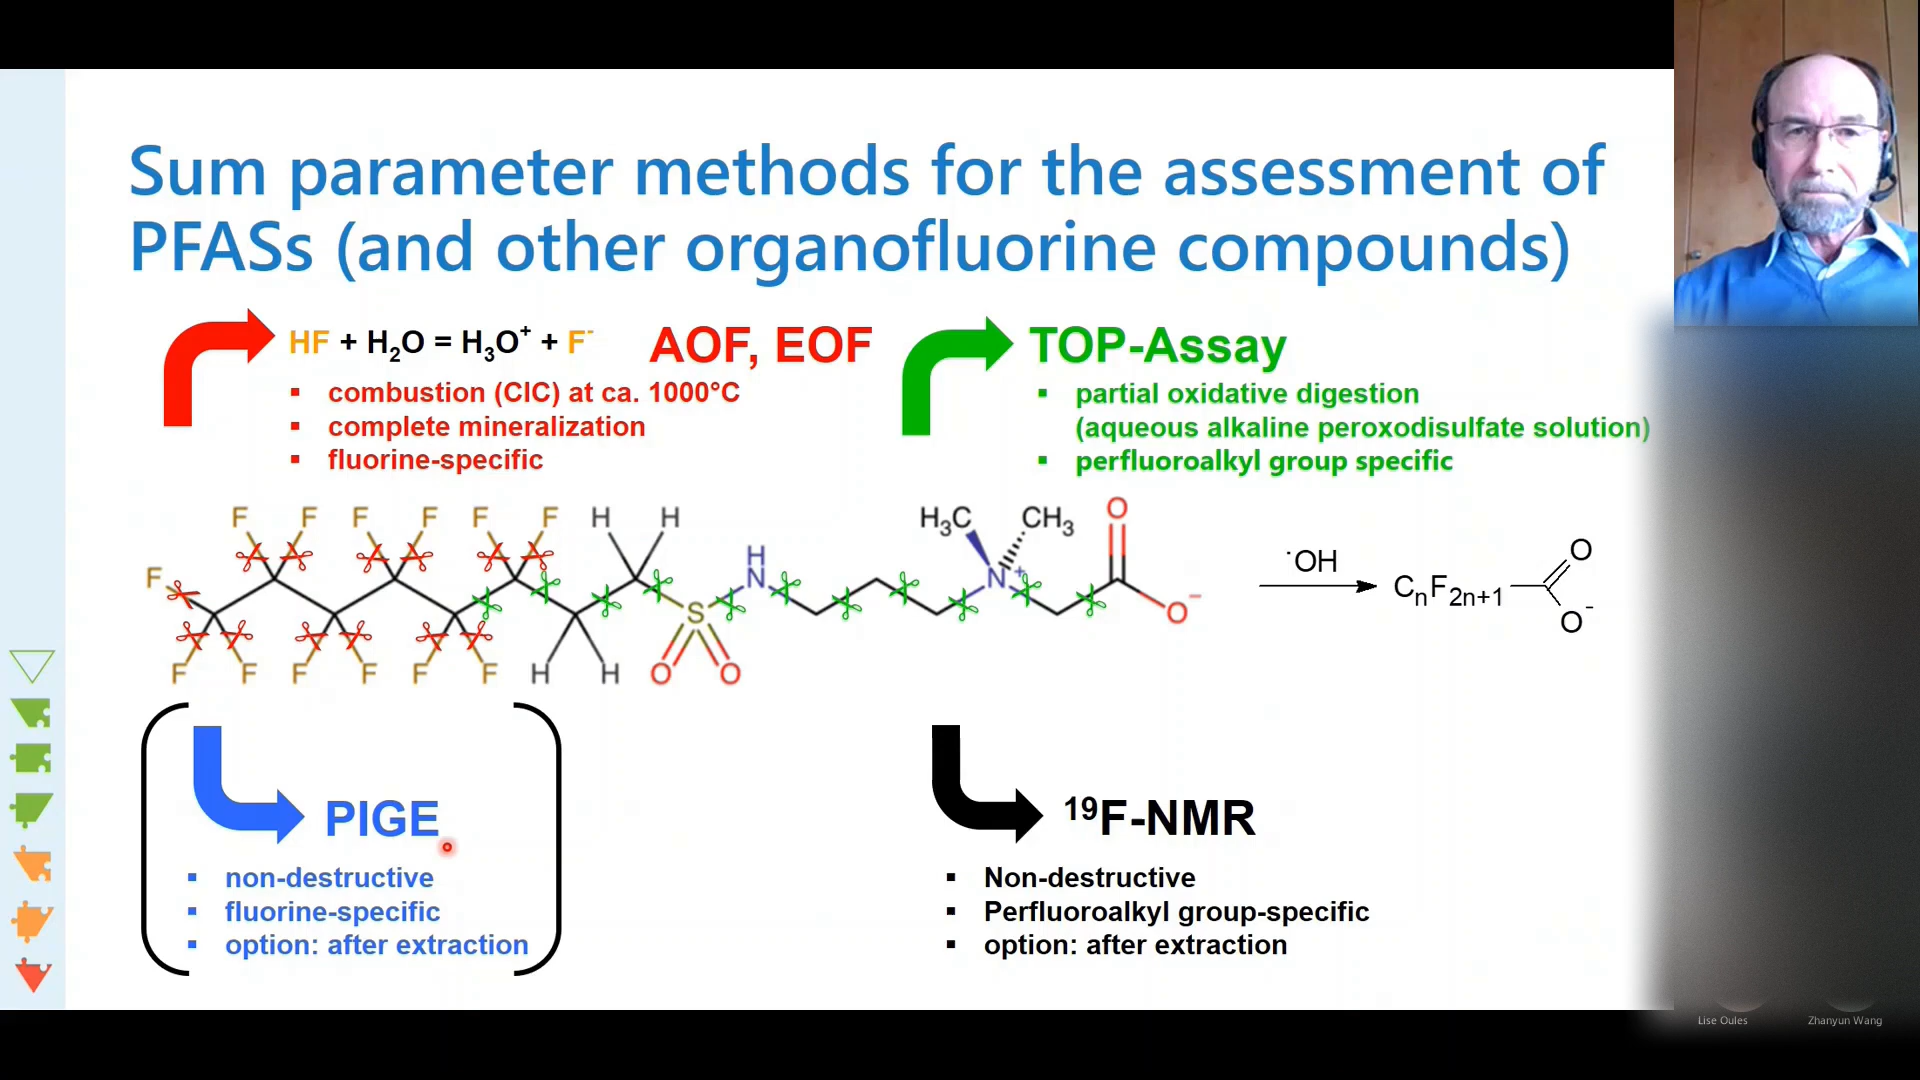 Sum parameter methods for the assessment of
PFASs (and other organofluorine compounds)
HF + H₂O = H₃O⁺ + F⁻
AOF, EOF
▪ combustion (CIC) at ca. 1000°C
▪ complete mineralization
▪ fluorine-specific
TOP-Assay
▪ partial oxidative digestion
(aqueous alkaline peroxodisulfate solution)
▪ perfluoroalkyl group specific
F F F F F F H H
H₃C CH₃ O
F H N N⁺ S O⁻
F F F F F F H H O O
˙OH
CₙF₂ₙ₊₁ O O⁻
PIGE
▪ non-destructive
▪ fluorine-specific
▪ option: after extraction
¹⁹F-NMR
▪ Non-destructive
▪ Perfluoroalkyl group-specific
▪ option: after extraction
Lise Oules
Zhanyun Wang